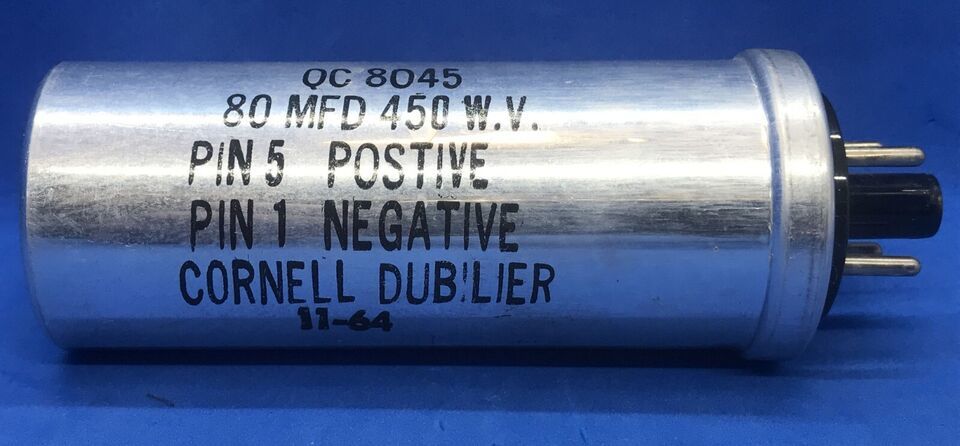 QC 8045
80 MFD 450 W.V.
PIN 5 POSTIVE
PIN 1 NEGATIVE
CORNELL DUBILIER
11-64